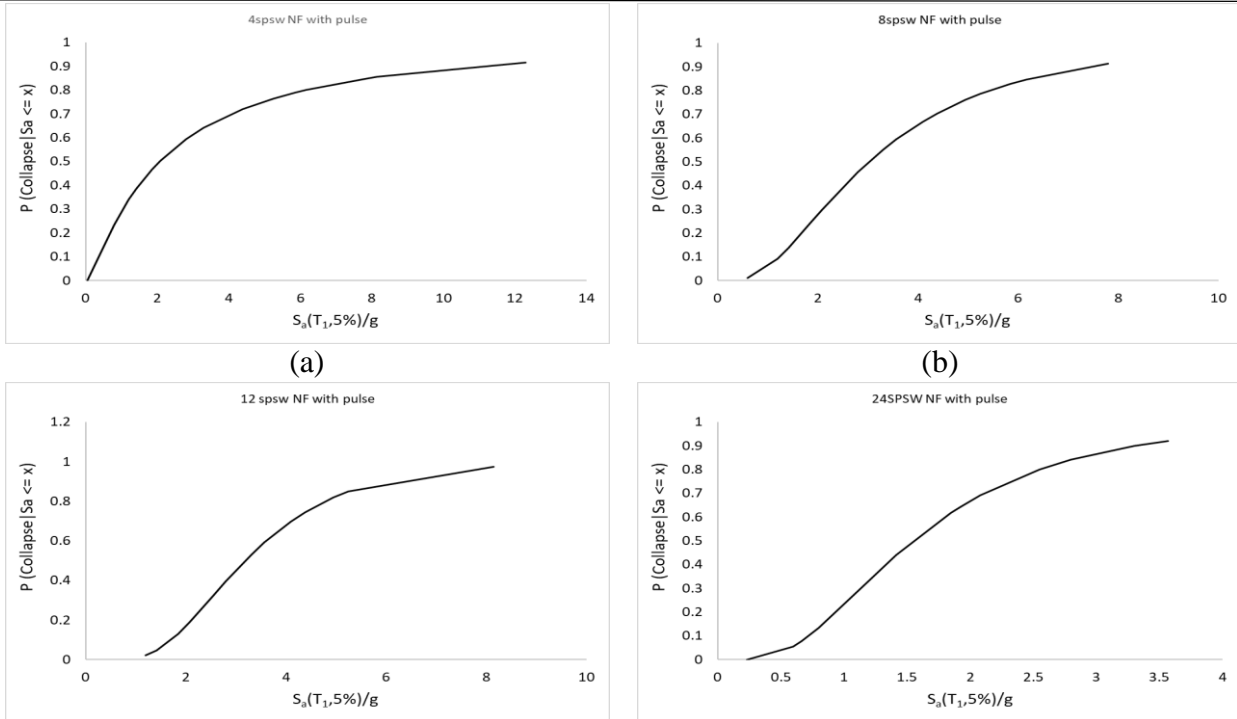 4spsw NF with pulse
P (Collapse|Sa <= x)
1
0.9
0.8
0.7
0.6
0.5
0.4
0.3
0.2
0.1
0
0 2 4 6 8 10 12 14
Sa(T1,5%)/g
(a)
8spsw NF with pulse
P (Collapse|Sa <= x)
1
0.9
0.8
0.7
0.6
0.5
0.4
0.3
0.2
0.1
0
0 2 4 6 8 10
Sa(T1,5%)/g
(b)
12 spsw NF with pulse
P (Collapse|Sa <= x)
1.2
1
0.8
0.6
0.4
0.2
0
0 2 4 6 8 10
Sa(T1,5%)/g
24SPSW NF with pulse
P (Collapse|Sa <= x)
1
0.9
0.8
0.7
0.6
0.5
0.4
0.3
0.2
0.1
0
0 0.5 1 1.5 2 2.5 3 3.5 4
Sa(T1,5%)/g